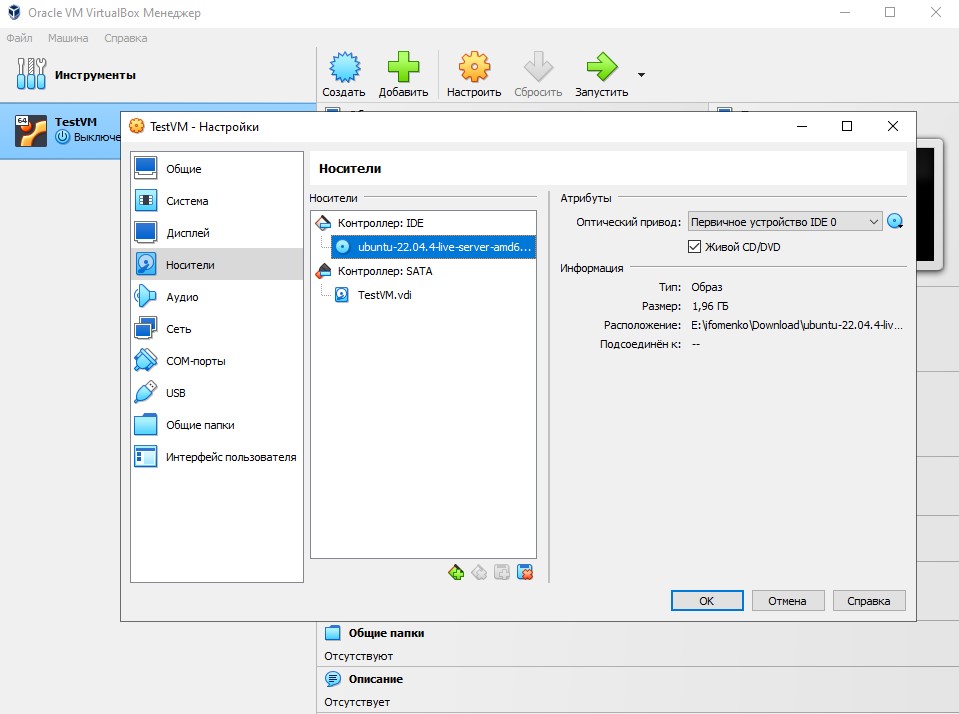 Oracle VM VirtualBox Менеджер
Файл Машина Справка
Инструменты
Создать Добавить Настроить Сбросить Запустить
64 TestVM
Выключе
TestVM - Настройки
Общие
Система
Дисплей
Носители
Аудио
Сеть
COM-порты
USB
Общие папки
Интерфейс пользователя
Носители
Носители
Контроллер: IDE
ubuntu-22.04.4-live-server-amd6...
Контроллер: SATA
TestVM.vdi
Атрибуты
Оптический привод: Первичное устройство IDE 0
Живой CD/DVD
Информация
Тип: Образ
Размер: 1,96 ГБ
Расположение: E:\ifomenko\Download\ubuntu-22.04.4-liv...
Подсоединён к: --
OK Отмена Справка
Общие папки
Отсутствуют
Описание
Отсутствует